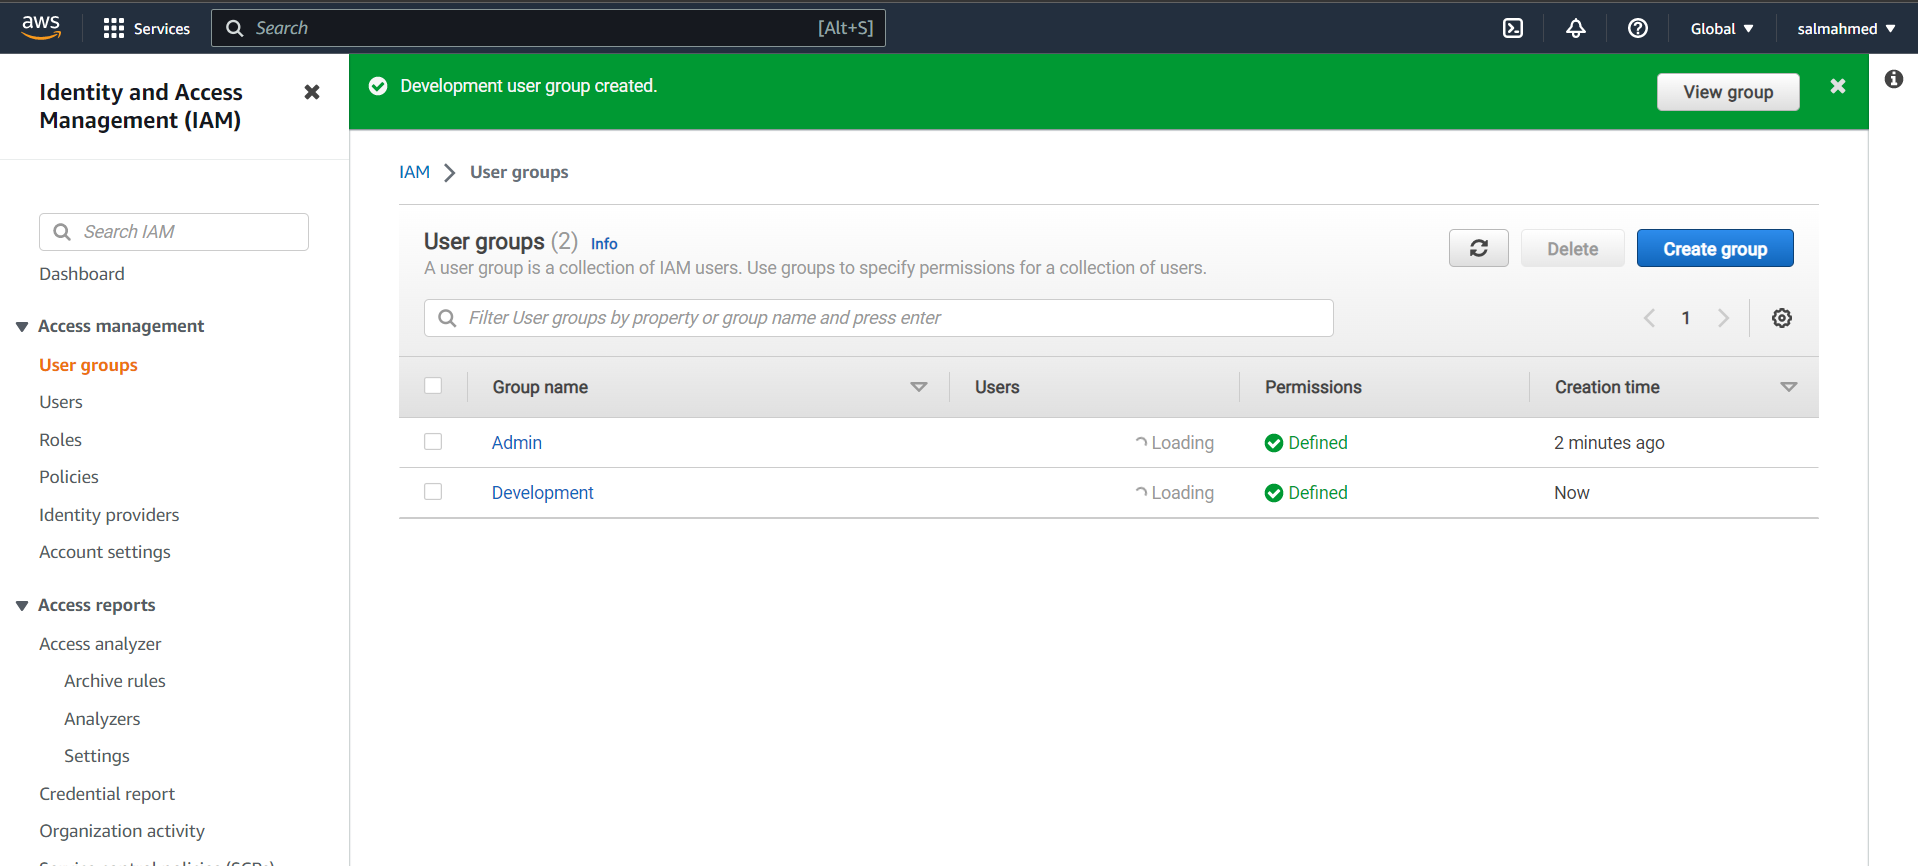 aws
Services
Search
[Alt+S]
Global
salmahmed
Identity and Access
Management (IAM)
Search IAM
Dashboard
Access management
User groups
Users
Roles
Policies
Identity providers
Account settings
Access reports
Access analyzer
Archive rules
Analyzers
Settings
Credential report
Organization activity
Service control policies (SCPs)
Development user group created.
View group
IAM
User groups
User groups (2) Info
A user group is a collection of IAM users. Use groups to specify permissions for a collection of users.
Delete
Create group
Filter User groups by property or group name and press enter
1
Group name Users Permissions Creation time
Admin Loading Defined 2 minutes ago
Development Loading Defined Now